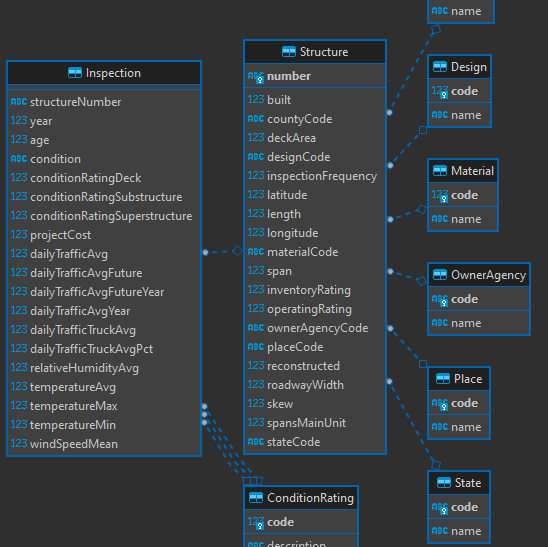 ABC name
Inspection
ABC structureNumber
123 year
123 age
ABC condition
123 conditionRatingDeck
123 conditionRatingSubstructure
123 conditionRatingSuperstructure
123 projectCost
123 dailyTrafficAvg
123 dailyTrafficAvgFuture
123 dailyTrafficAvgFutureYear
123 dailyTrafficAvgYear
123 dailyTrafficTruckAvg
123 dailyTrafficTruckAvgPct
123 relativeHumidityAvg
123 temperatureAvg
123 temperatureMax
123 temperatureMin
123 windSpeedMean
Structure
ABC number
123 built
ABC countyCode
123 deckArea
ABC designCode
123 inspectionFrequency
123 latitude
123 length
123 longitude
ABC materialCode
123 span
123 inventoryRating
123 operatingRating
ABC ownerAgencyCode
ABC placeCode
123 reconstructed
123 roadwayWidth
123 skew
123 spansMainUnit
ABC stateCode
Design
123 code
ABC name
Material
123 code
ABC name
OwnerAgency
ABC code
ABC name
Place
ABC code
ABC name
State
ABC code
ABC name
ConditionRating
123 code
ABC description